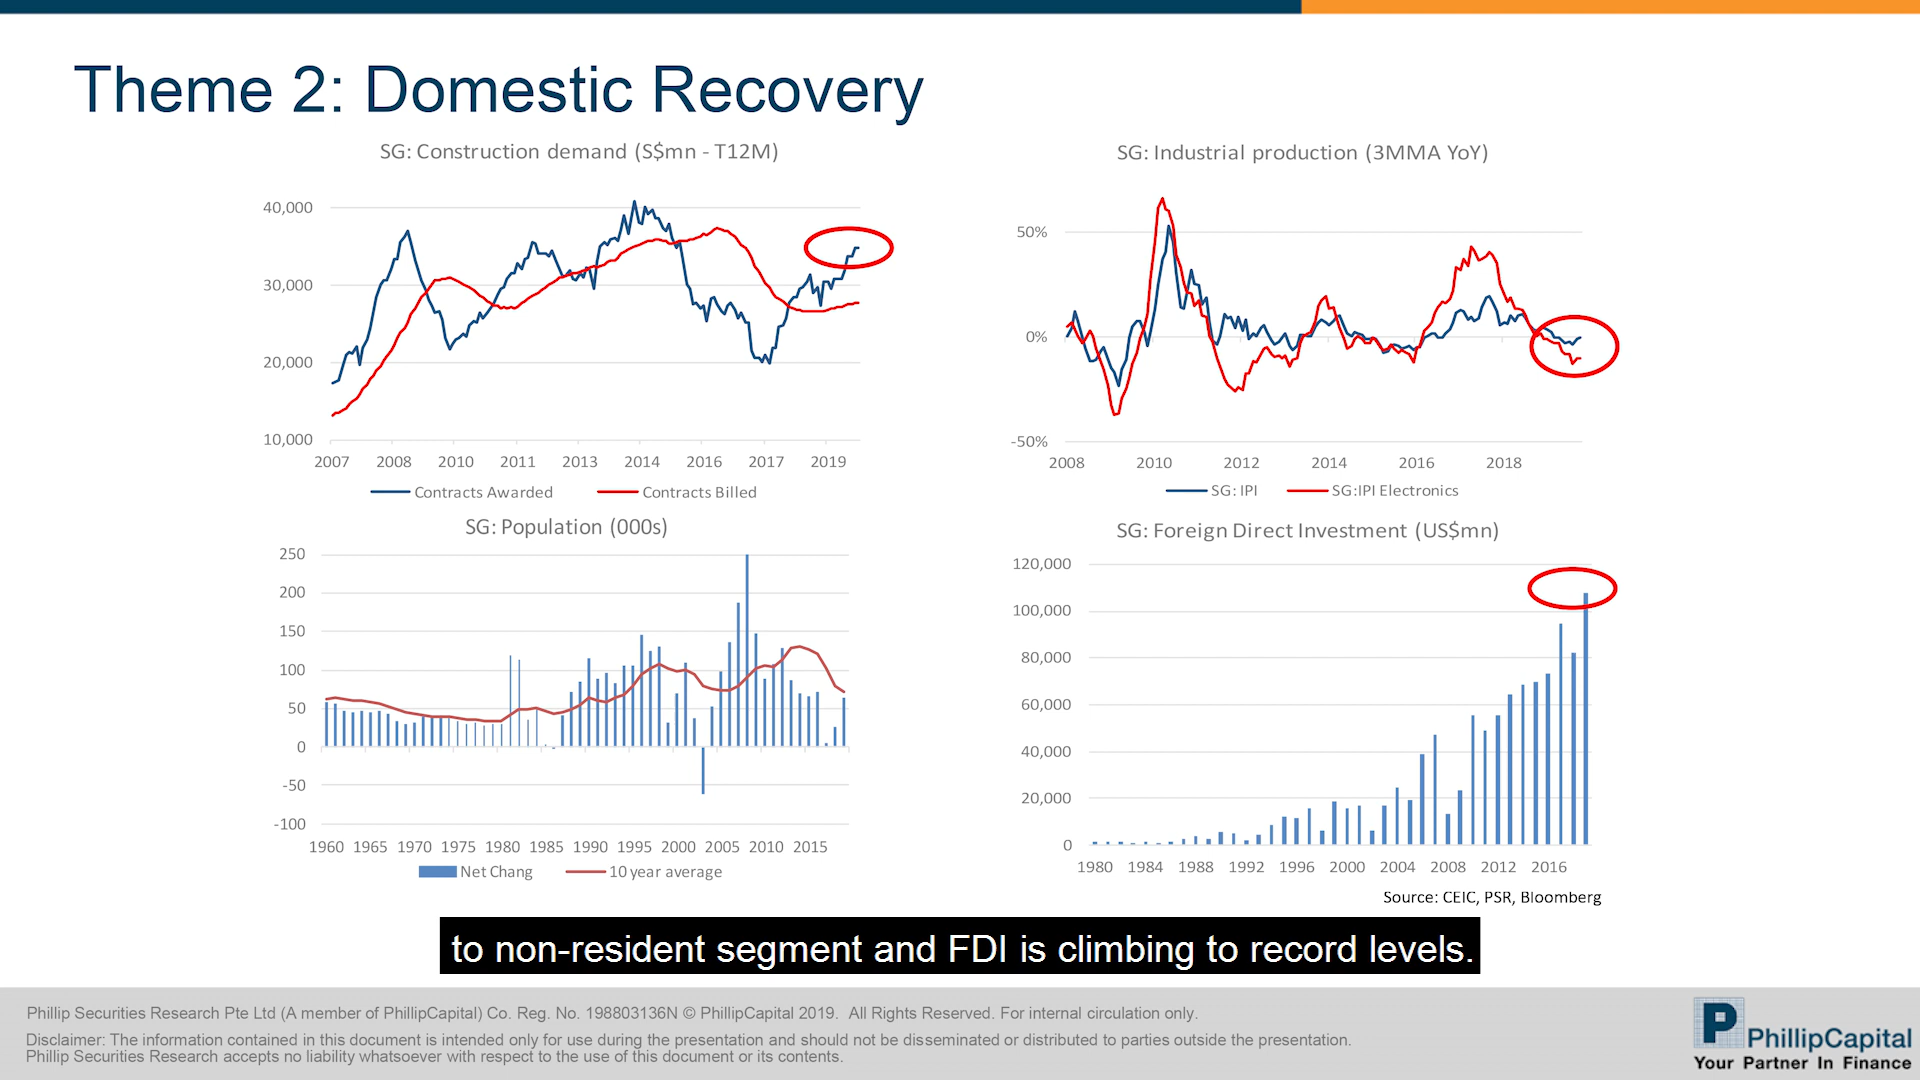 Theme 2: Domestic Recovery
SG: Construction demand (S$mn - T12M)
40,000
30,000
20,000
10,000
2007 2008 2010 2011 2013 2014 2016 2017 2019
Contracts Awarded Contracts Billed
SG: Industrial production (3MMA YoY)
50%
0%
-50%
2008 2010 2012 2014 2016 2018
SG: IPI SG:IPI Electronics
SG: Population (000s)
250
200
150
100
50
0
-50
-100
1960 1965 1970 1975 1980 1985 1990 1995 2000 2005 2010 2015
Net Chang 10 year average
SG: Foreign Direct Investment (US$mn)
120,000
100,000
80,000
60,000
40,000
20,000
0
1980 1984 1988 1992 1996 2000 2004 2008 2012 2016
Source: CEIC, PSR, Bloomberg
to non-resident segment and FDI is climbing to record levels.
Phillip Securities Research Pte Ltd (A member of PhillipCapital) Co. Reg. No. 198803136N © PhillipCapital 2019. All Rights Reserved. For internal circulation only.
Disclaimer: The information contained in this document is intended only for use during the presentation and should not be disseminated or distributed to parties outside the presentation.
Phillip Securities Research accepts no liability whatsoever with respect to the use of this document or its contents.
PhillipCapital
Your Partner In Finance